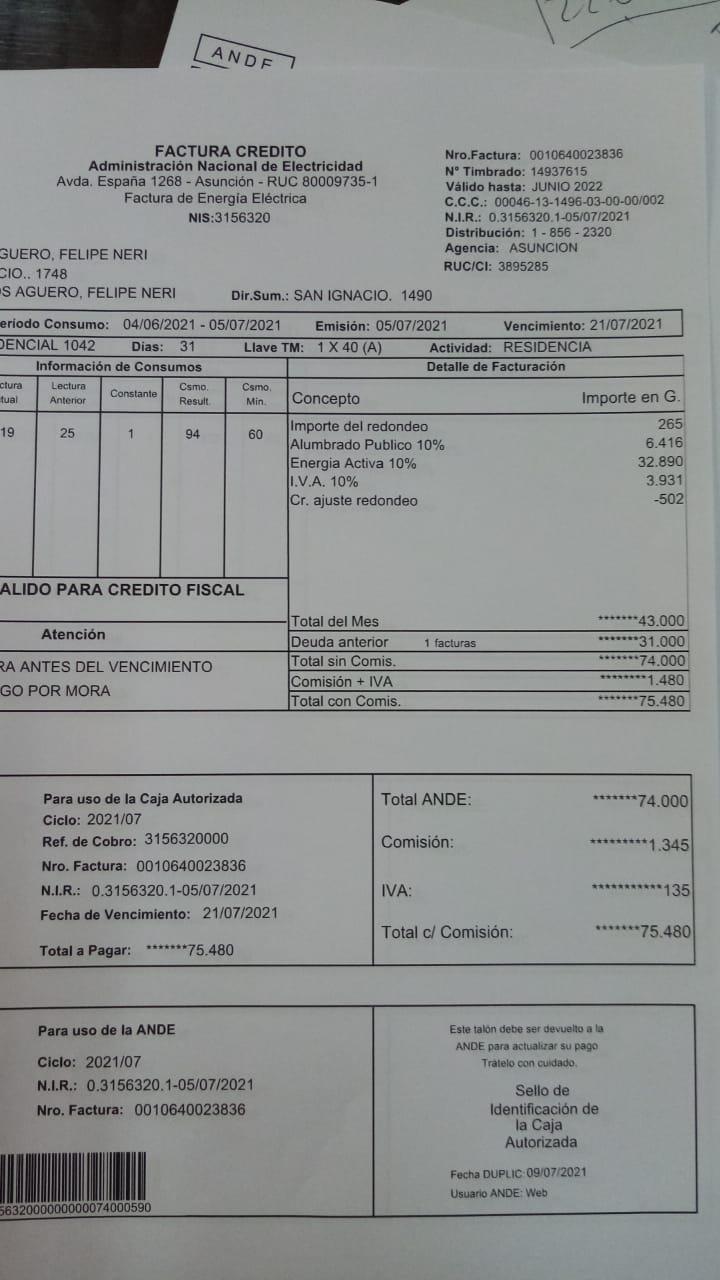 ANDE
FACTURA CREDITO
Administración Nacional de Electricidad
Avda. España 1268 - Asunción - RUC 80009735-1
Factura de Energía Eléctrica
NIS:3156320
Nro.Factura: 0010640023836
N° Timbrado: 14937615
Válido hasta: JUNIO 2022
C.C.C.: 00046-13-1496-03-00-00/002
N.I.R.: 0.3156320.1-05/07/2021
Distribución: 1 - 856 - 2320
Agencia: ASUNCION
RUC/CI: 3895285
GUERO, FELIPE NERI
CIO.. 1748
OS AGUERO, FELIPE NERI Dir.Sum.: SAN IGNACIO. 1490
eriodo Consumo: 04/06/2021 - 05/07/2021 Emisión: 05/07/2021 Vencimiento: 21/07/2021
DENCIAL 1042 Dias: 31 Llave TM: 1 X 40 (A) Actividad: RESIDENCIA
Información de Consumos Detalle de Facturación
ctura tual Lectura Anterior Constante Csmo. Result. Csmo. Min. Concepto Importe en G.
19 25 1 94 60
Importe del redondeo 265
Alumbrado Publico 10% 6.416
Energia Activa 10% 32.890
I.V.A. 10% 3.931
Cr. ajuste redondeo -502
ALIDO PARA CREDITO FISCAL
Atención
RA ANTES DEL VENCIMIENTO
GO POR MORA
Total del Mes *******43.000
Deuda anterior 1 facturas *******31.000
Total sin Comis. *******74.000
Comisión + IVA ********1.480
Total con Comis. *******75.480
Para uso de la Caja Autorizada
Ciclo: 2021/07
Ref. de Cobro: 3156320000
Nro. Factura: 0010640023836
N.I.R.: 0.3156320.1-05/07/2021
Fecha de Vencimiento: 21/07/2021
Total a Pagar: *******75.480
Total ANDE: *******74.000
Comisión: *********1.345
IVA: ***********135
Total c/ Comisión: *******75.480
Para uso de la ANDE
Ciclo: 2021/07
N.I.R.: 0.3156320.1-05/07/2021
Nro. Factura: 0010640023836
5632000000000074000590
Este talón debe ser devuelto a la
ANDE para actualizar su pago
Trátelo con cuidado.
Sello de
Identificación de
la Caja
Autorizada
Fecha DUPLIC: 09/07/2021
Usuario ANDE: Web